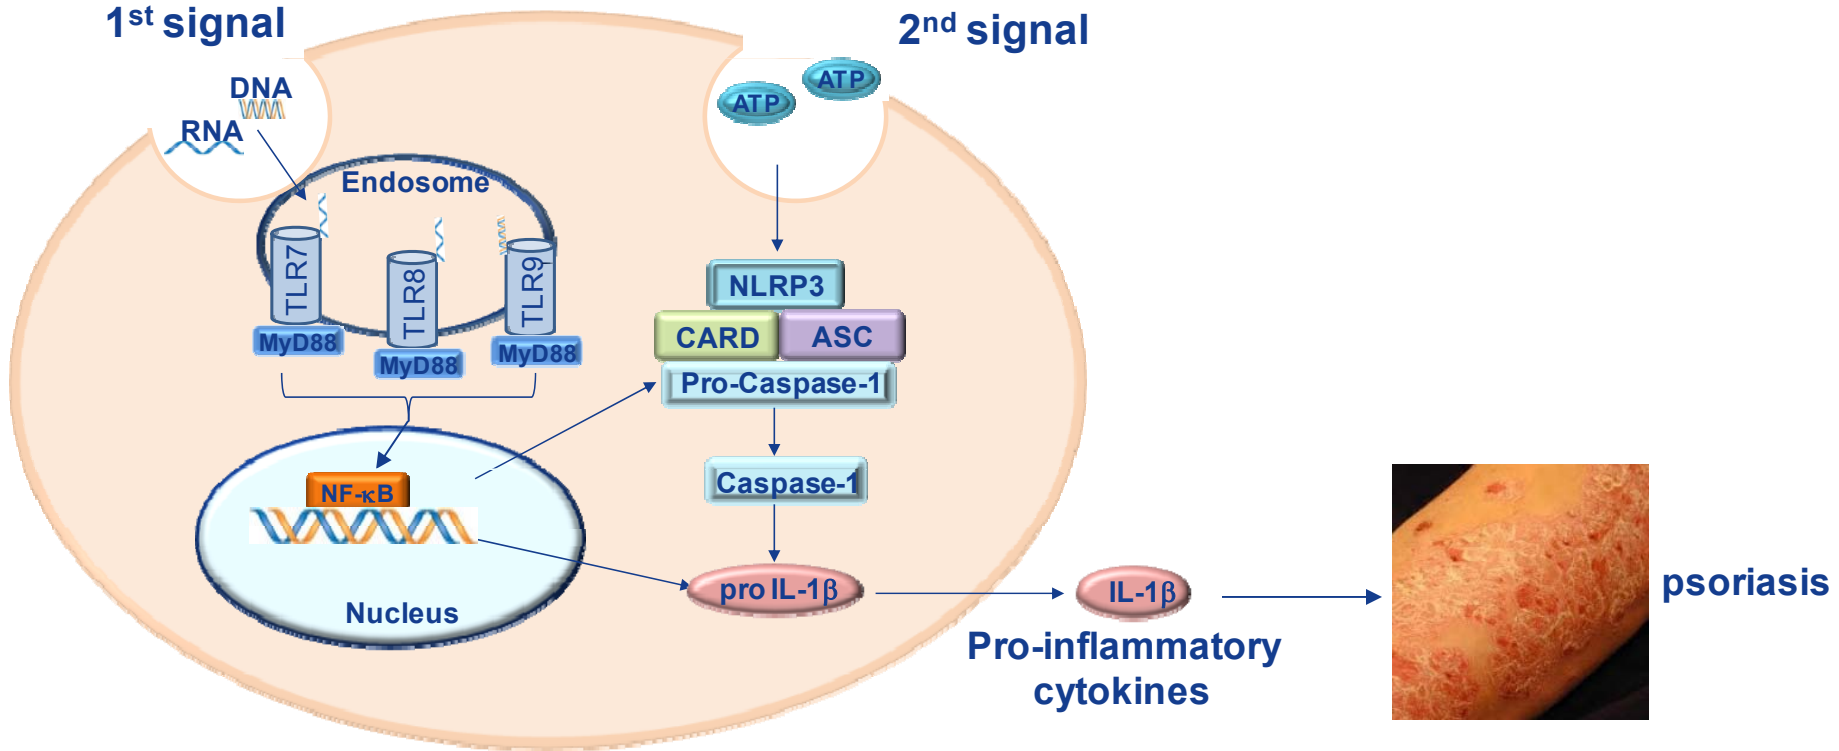 1st signal
2nd signal
DNA
RNA
ATP
ATP
Endosome
TLR7
TLR8
TLR9
MyD88
MyD88
MyD88
NLRP3
CARD
ASC
Pro-Caspase-1
Caspase-1
NF-κB
Nucleus
pro IL-1β
IL-1β
Pro-inflammatory
cytokines
psoriasis